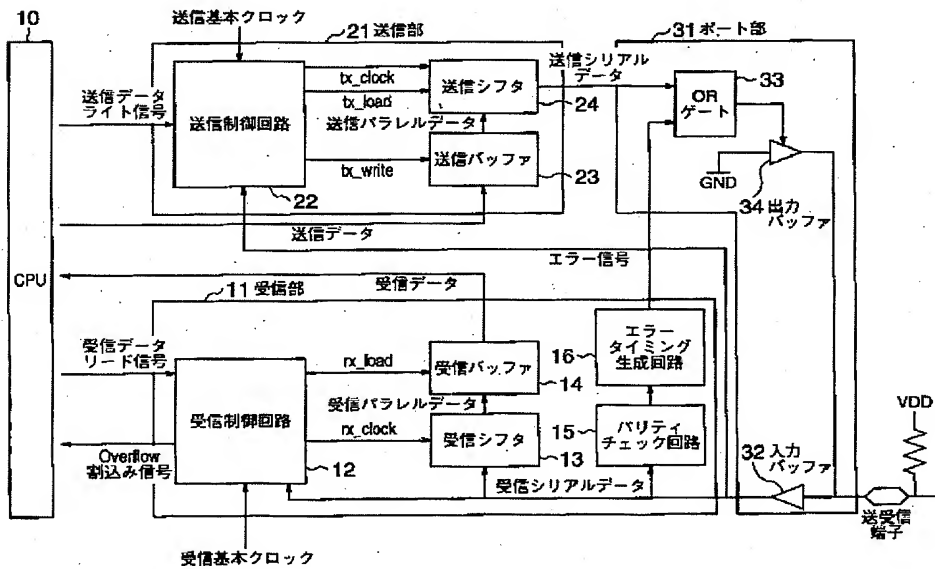 10
送信基本クロック
21 送信部
31 ポート部
送信データ
ライト信号
送信制御回路
22
tx_clock
tx_load
送信パラレルデータ
tx_write
送信シフタ
24
送信バッファ
23
送信シリアル
データ
OR
ゲート
33
GND
34 出力
バッファ
送信データ
エラー信号
CPU
受信データ
11 受信部
受信データ
リード信号
受信制御回路
12
Overflow
割込み信号
rx_load
受信パラレルデータ
rx_clock
受信バッファ
14
受信シフタ
13
16
エラー
タイミング
生成回路
15
パリティ
チェック回路
受信シリアルデータ
32 入力
バッファ
VDD
送受信
端子
受信基本クロック